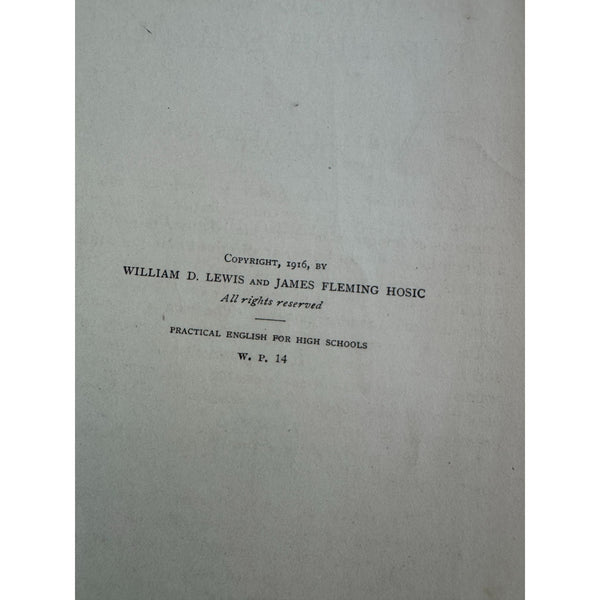 COPYRIGHT, 1916, BY
WILLIAM D. LEWIS AND JAMES FLEMING HOSIC
All rights reserved
PRACTICAL ENGLISH FOR HIGH SCHOOLS
W. P. 14